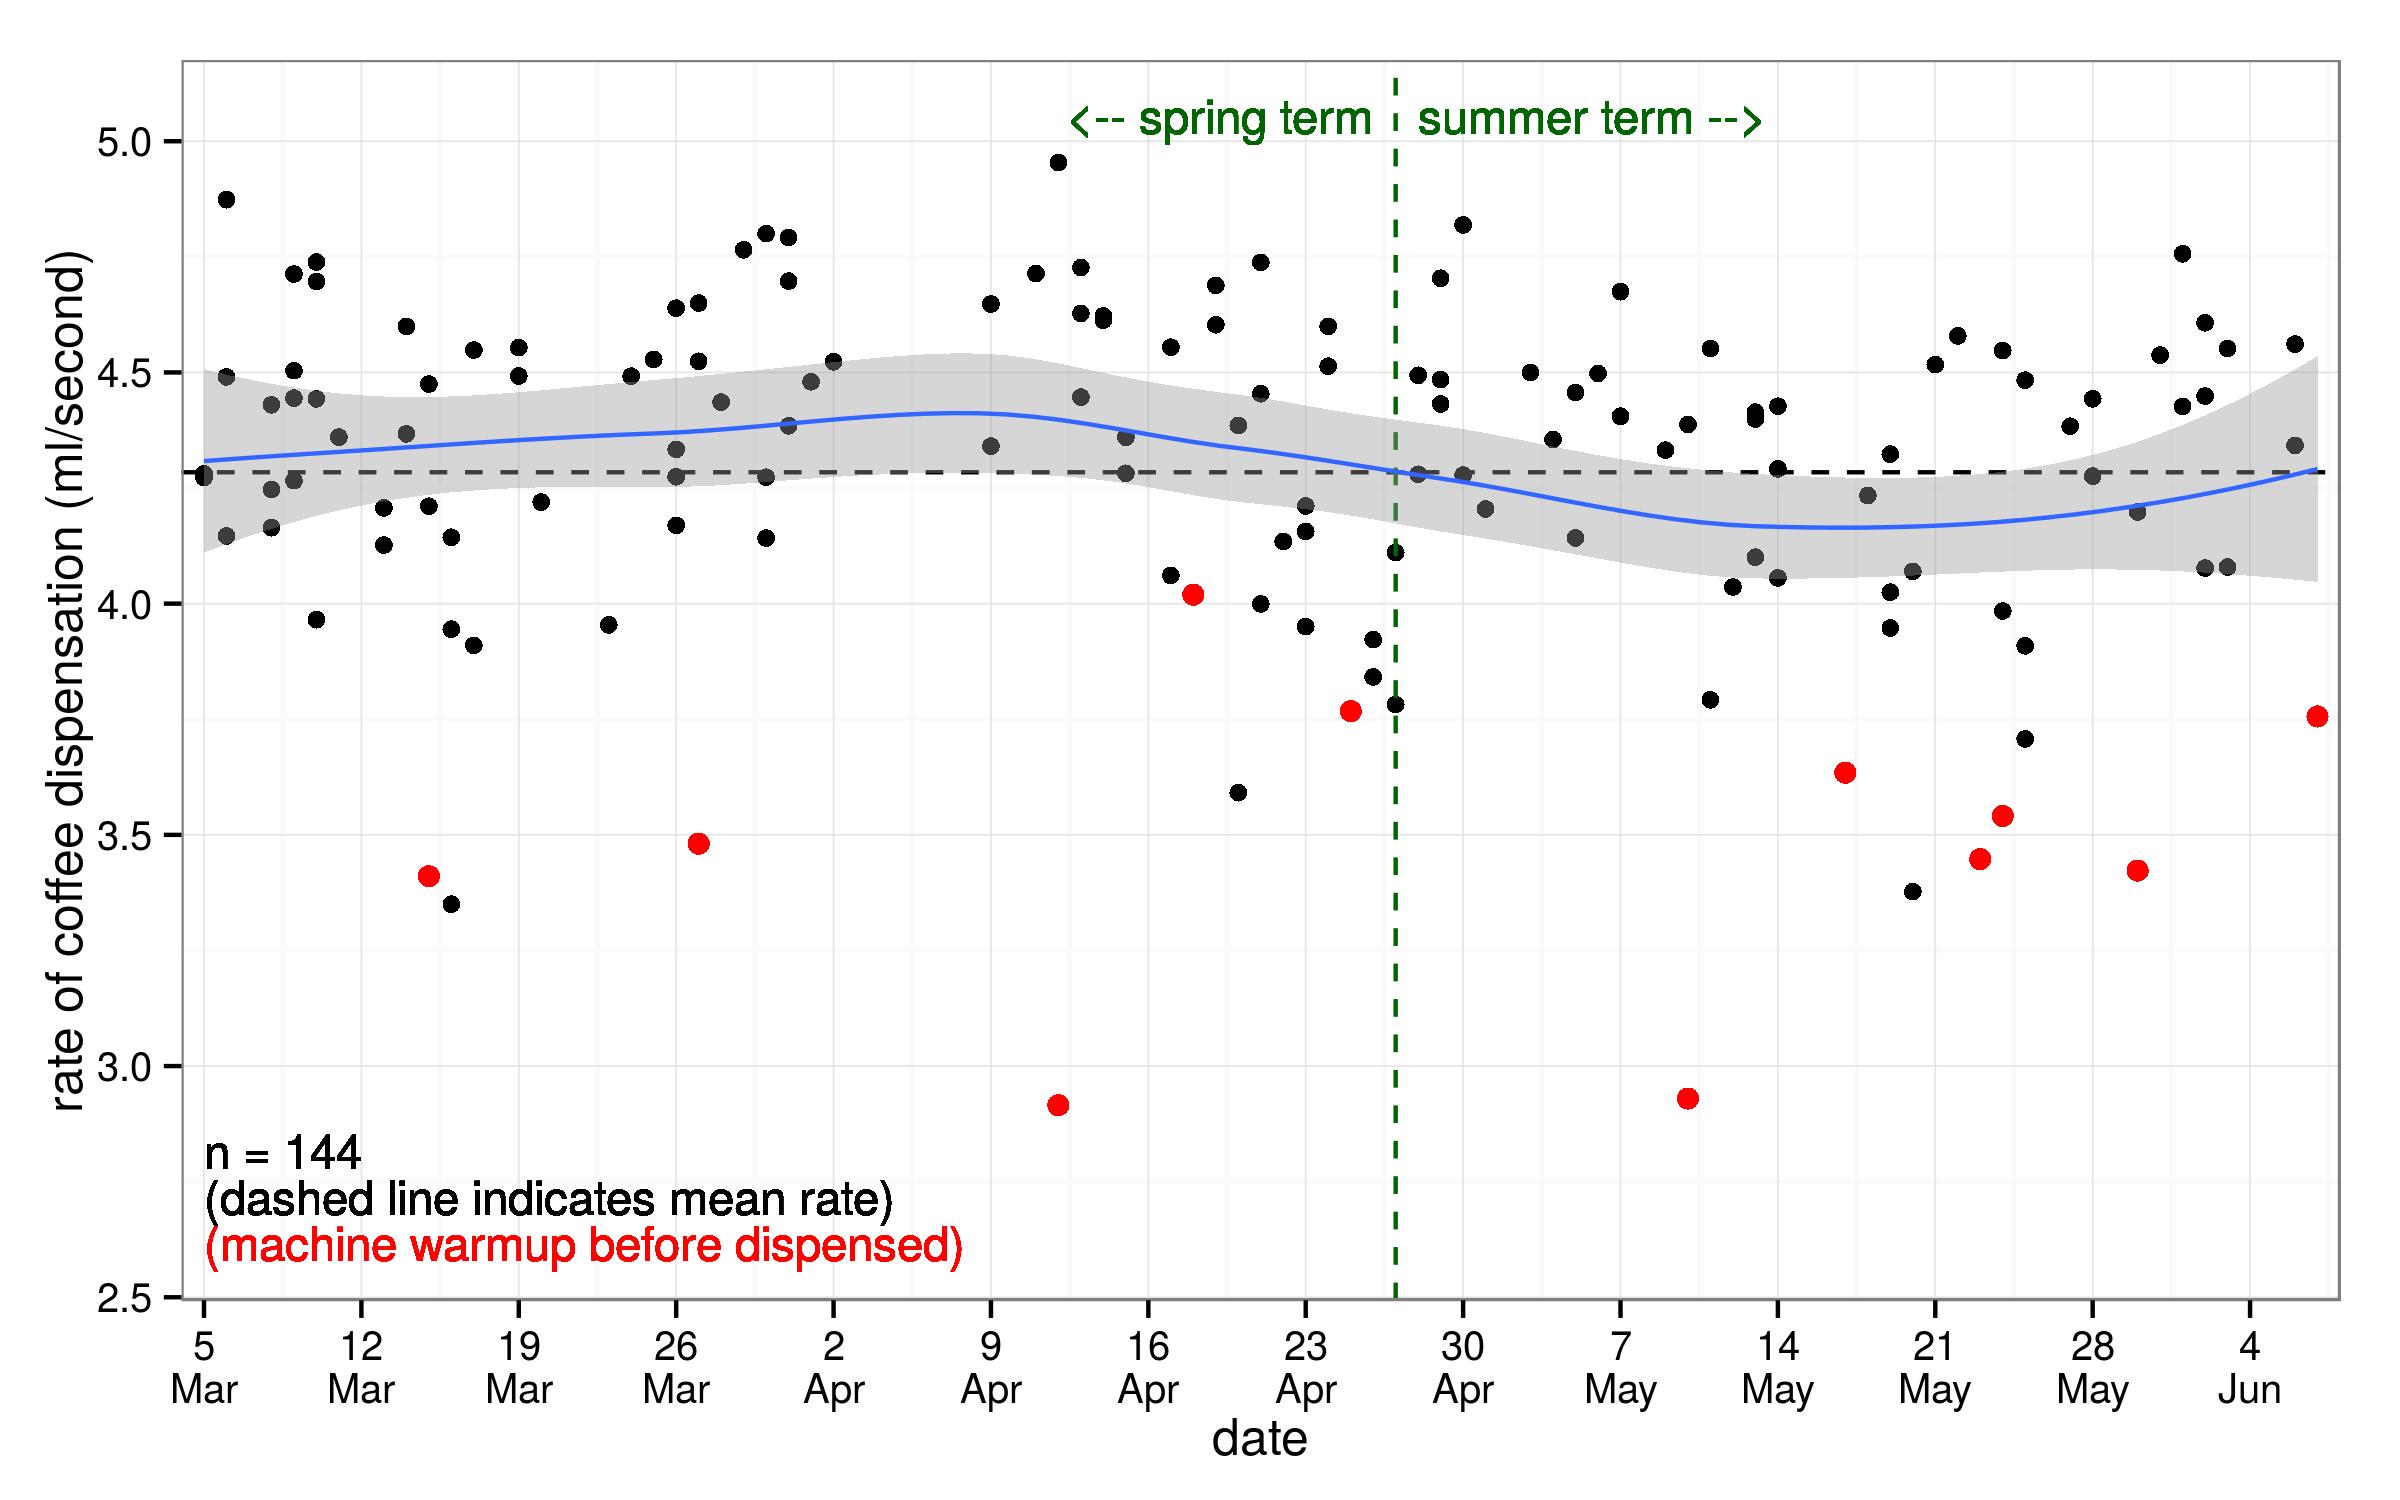 <-- spring term
summer term -->
5.0
4.5
4.0
3.5
3.0
2.5
rate of coffee dispensation (ml/second)
n = 144
(dashed line indicates mean rate)
(machine warmup before dispensed)
5 12 19 26 2 9 16 23 30 7 14 21 28 4
Mar Mar Mar Mar Apr Apr Apr Apr Apr May May May May Jun
date